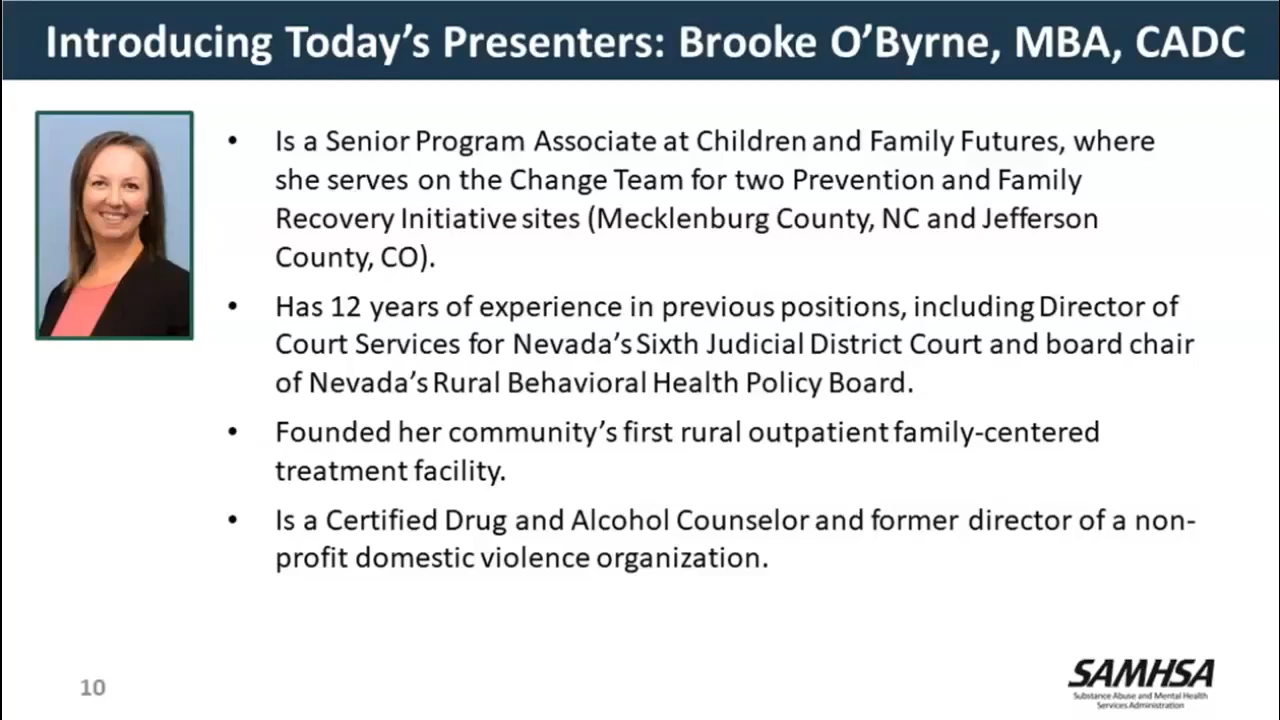 Introducing Today's Presenters: Brooke O'Byrne, MBA, CADC
• Is a Senior Program Associate at Children and Family Futures, where
she serves on the Change Team for two Prevention and Family
Recovery Initiative sites (Mecklenburg County, NC and Jefferson
County, CO).
• Has 12 years of experience in previous positions, including Director of
Court Services for Nevada's Sixth Judicial District Court and board chair
of Nevada's Rural Behavioral Health Policy Board.
• Founded her community's first rural outpatient family-centered
treatment facility.
• Is a Certified Drug and Alcohol Counselor and former director of a non-
profit domestic violence organization.
10
SAMHSA
Substance Abuse and Mental Health
Services Administration